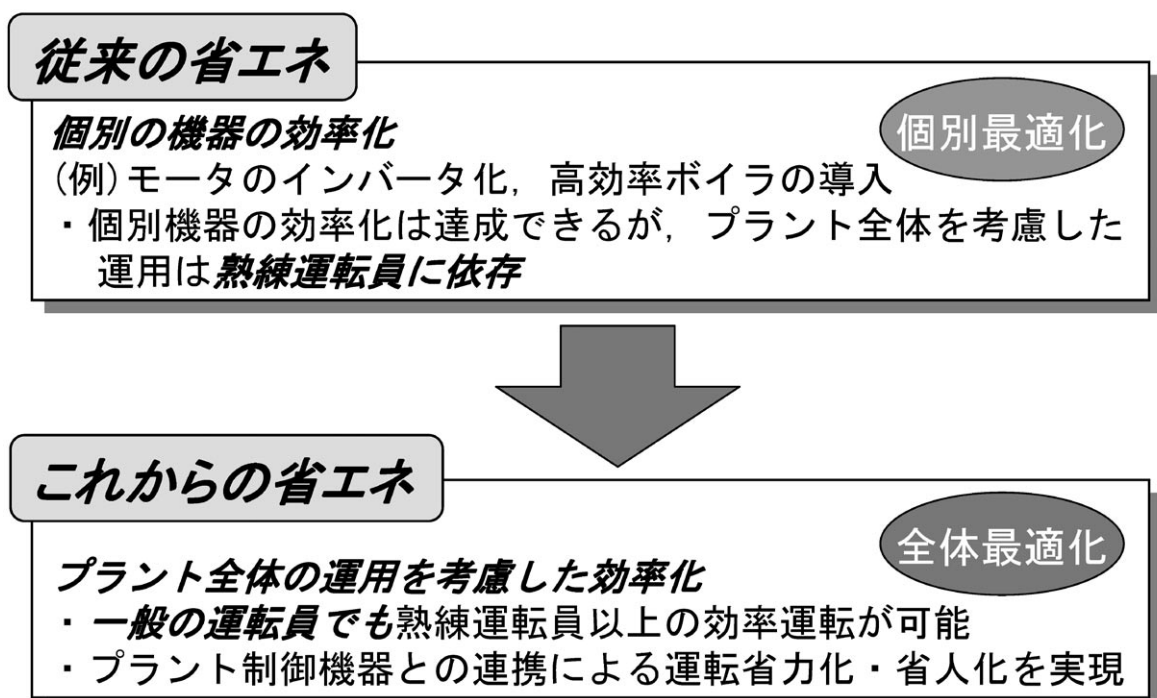 従来の省エネ
個別最適化
個別の機器の効率化
(例)モータのインバータ化，高効率ボイラの導入
・個別機器の効率化は達成できるが，プラント全体を考慮した
運用は熟練運転員に依存
これからの省エネ
全体最適化
プラント全体の運用を考慮した効率化
・一般の運転員でも熟練運転員以上の効率運転が可能
・プラント制御機器との連携による運転省力化・省人化を実現